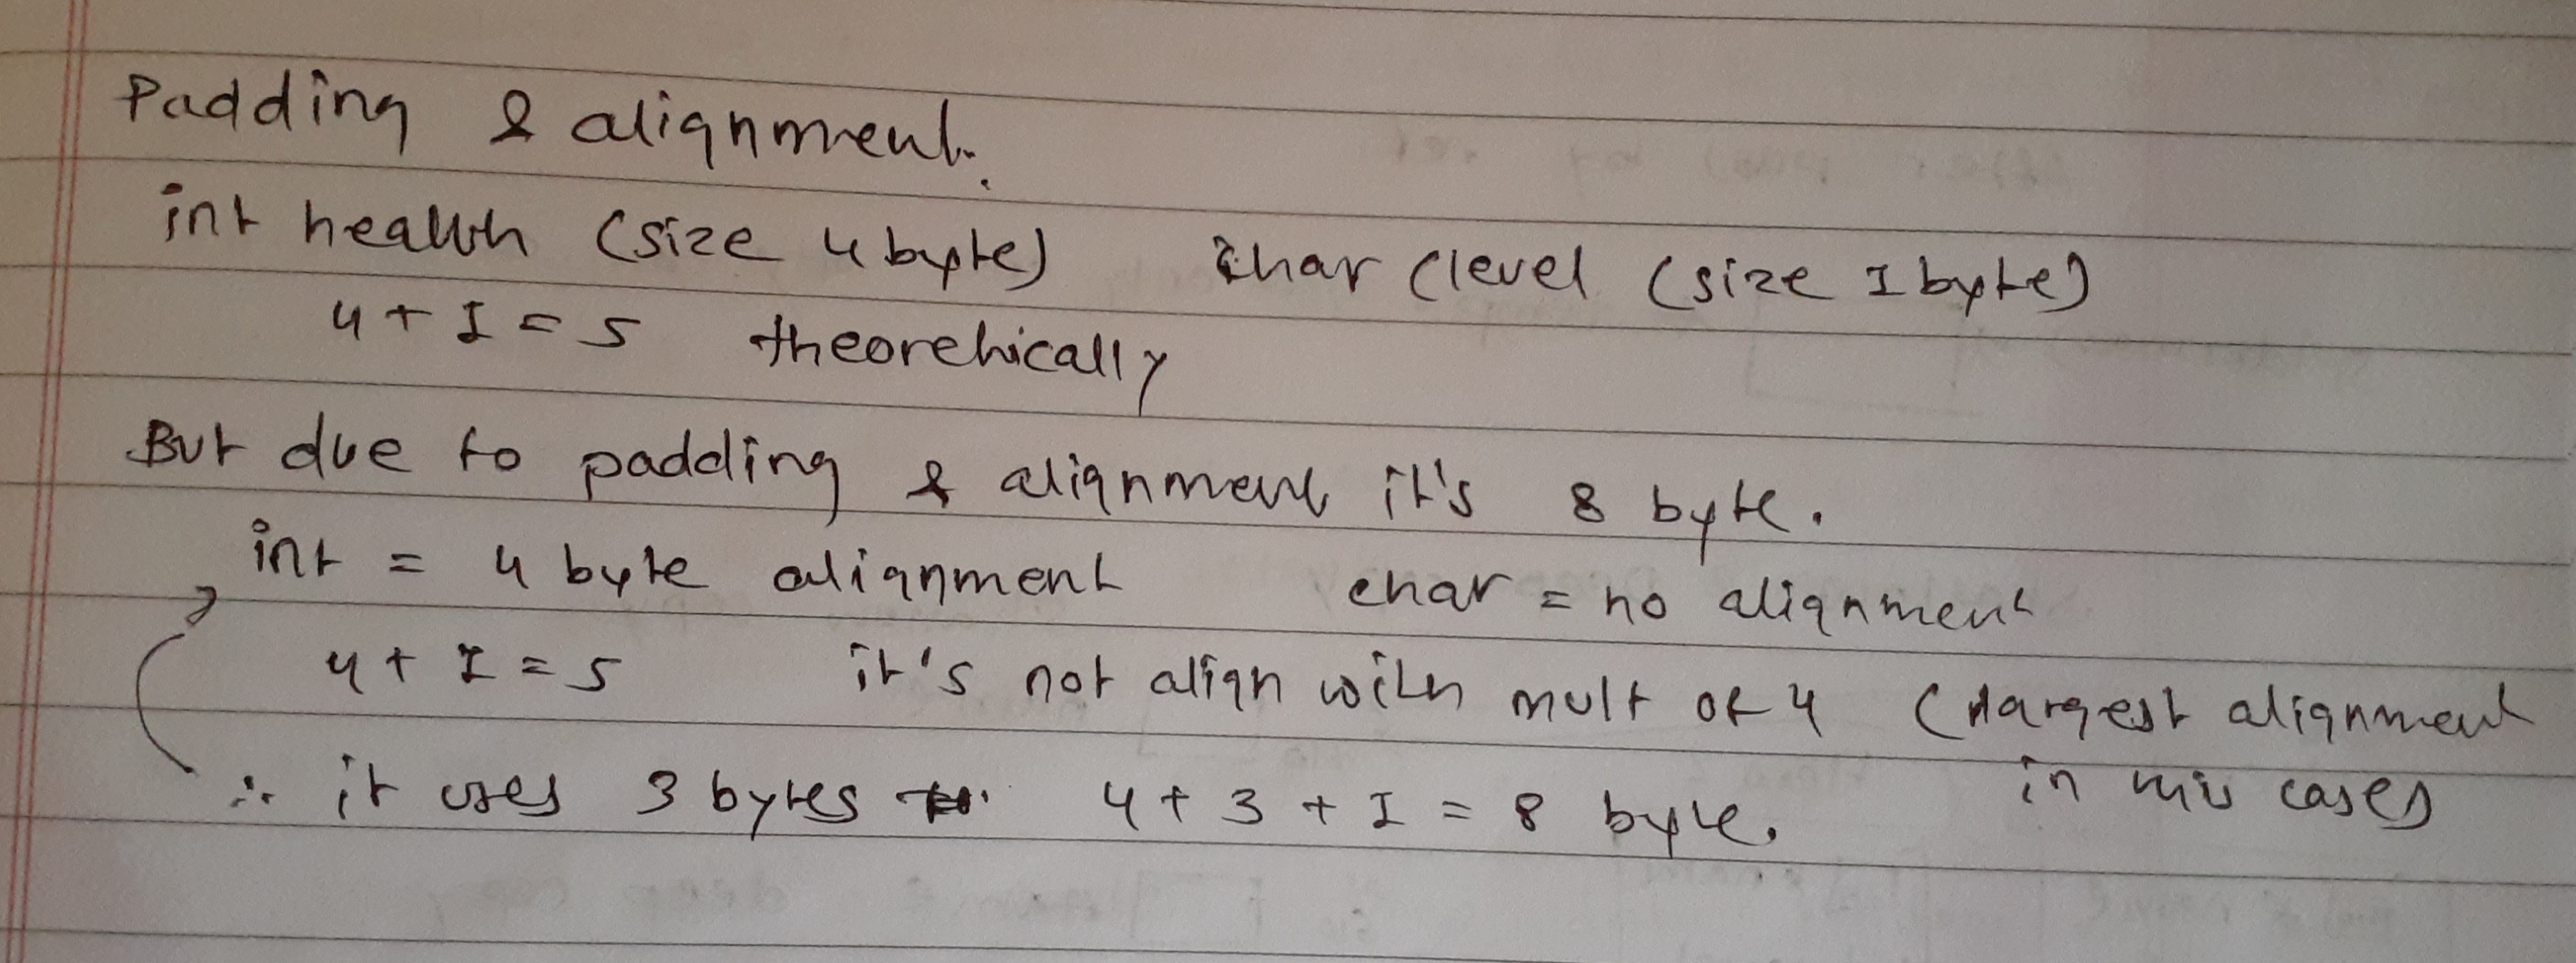 Padding & alignment.
int health (size 4 byte) char (level (size 1 byte)
4 + 1 = 5 theoretically
But due to padding & alignment it's 8 byte.
int = 4 byte alignment char = no alignment
4 + 1 = 5 it's not align with mult of 4 (largest alignment
in this cases)
∴ it uses 3 bytes 4 + 3 + 1 = 8 byte.